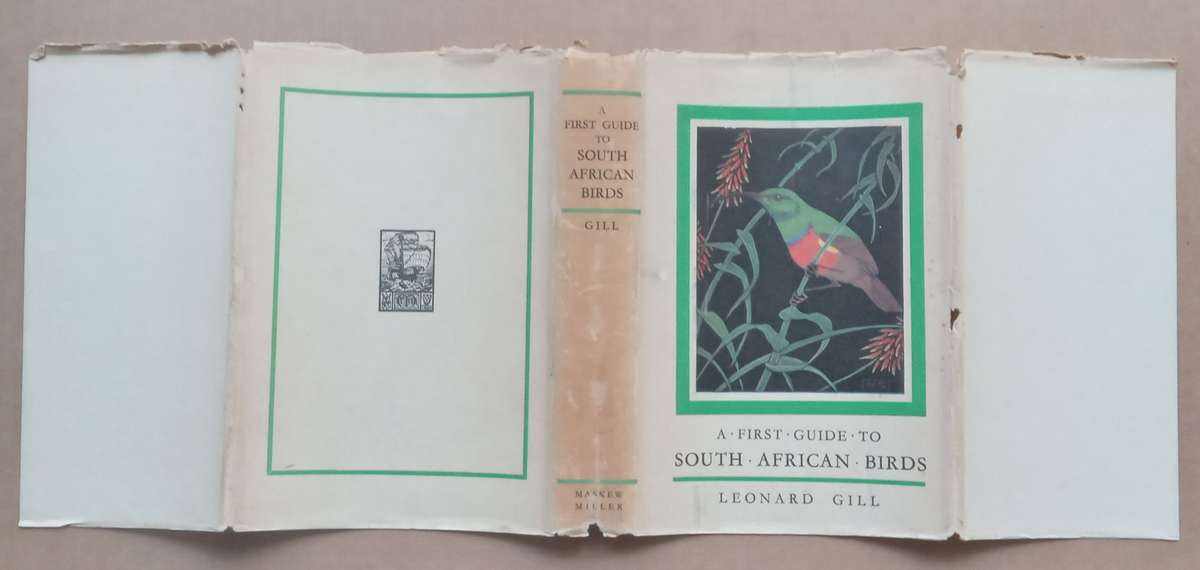 A
FIRST GUIDE
TO
SOUTH
AFRICAN
BIRDS
GILL
MASKEW
MILLER
A · FIRST · GUIDE · TO
SOUTH · AFRICAN · BIRDS
LEONARD GILL